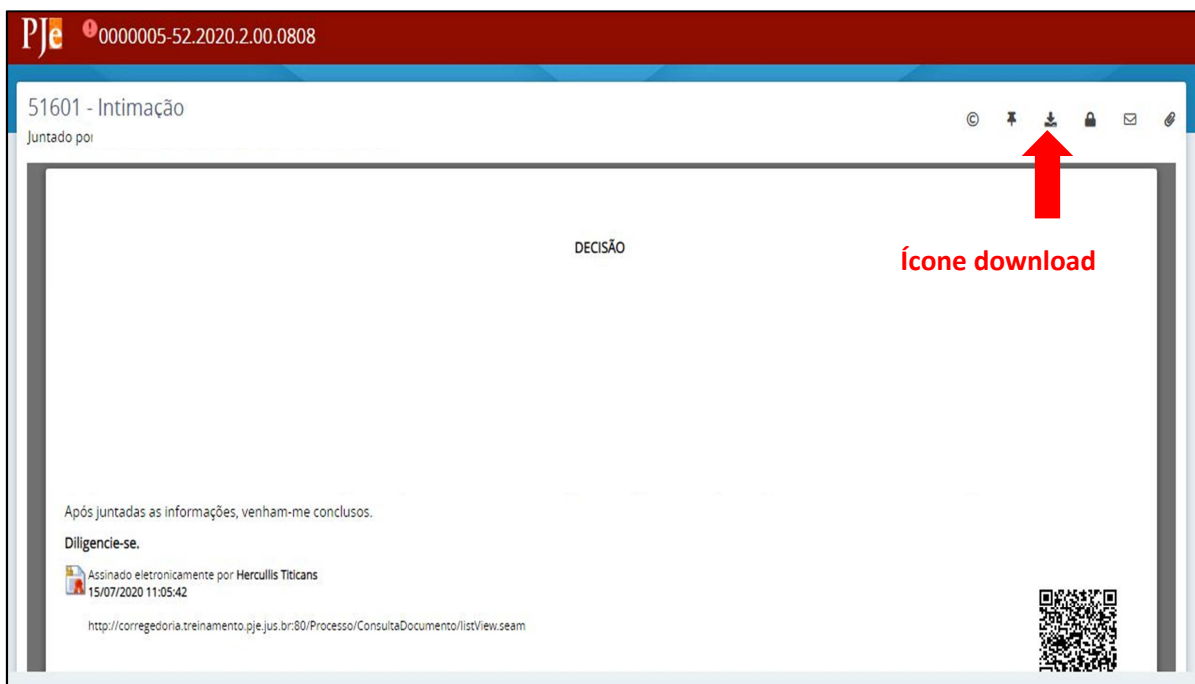 PJe 0000005-52.2020.2.00.0808
51601 - Intimação
Juntado por
DECISÃO
Ícone download
Após juntadas as informações, venham-me conclusos.
Diligencie-se.
Assinado eletronicamente por Hercullis Titicans
15/07/2020 11:05:42
http://corregedoria.treinamento.pje.jus.br:80/Processo/ConsultaDocumento/listView.seam